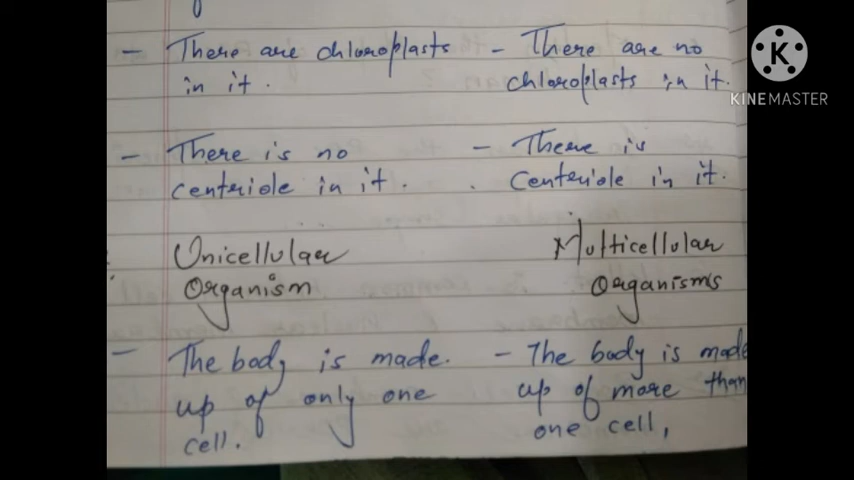 - There are chloroplasts - There are no
in it. chloroplasts in it.
- There is no - There is
centriole in it. . Centriole in it.
Unicellular Multicellular
Organism Organisms
- The body is made. - The body is made
up of only one up of more than
cell. one cell,
K
KINEMASTER